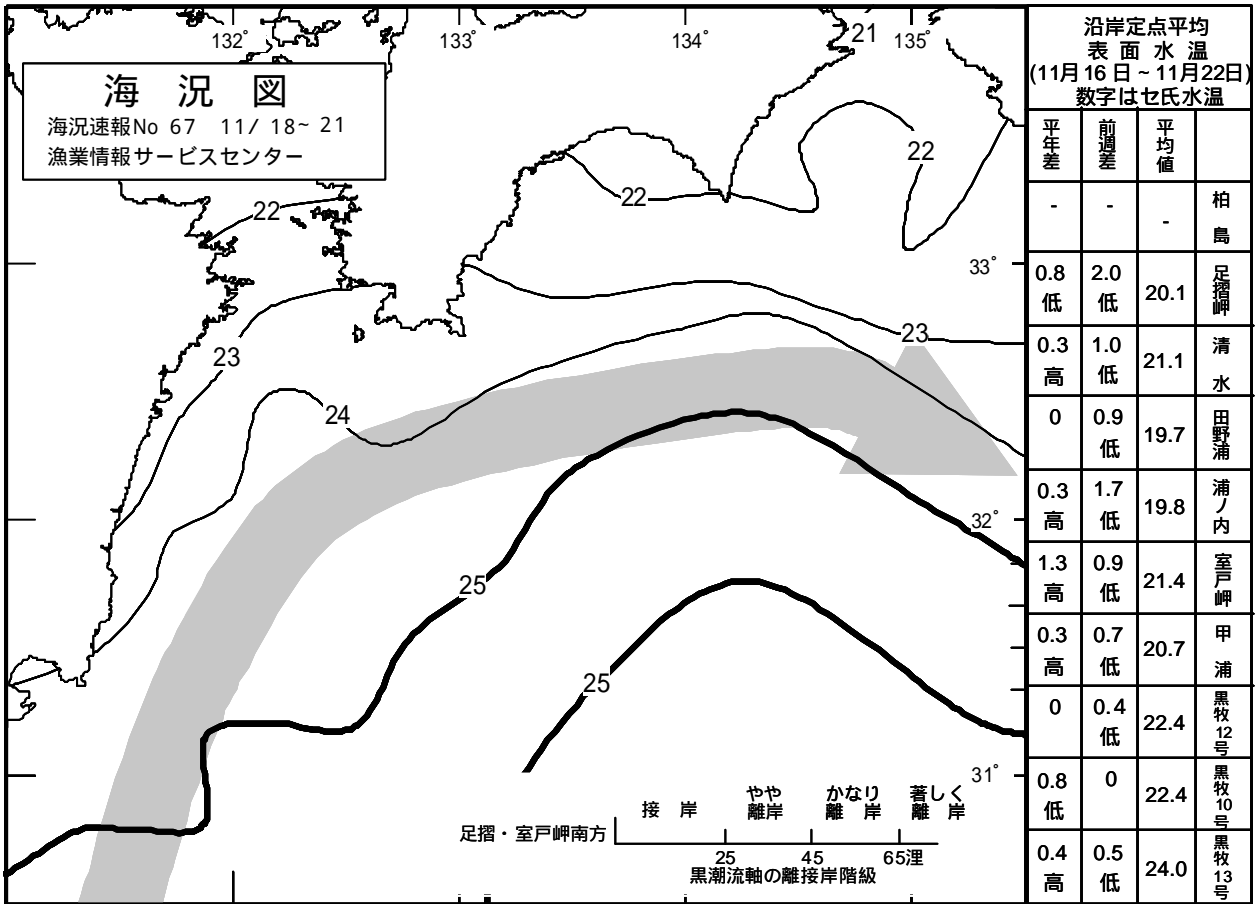 132°
133°
134°
135°
21
海況図
海況速報No 67 11/ 18~ 21
漁業情報サービスセンター
22
22
22
33°
23
23
24
32°
25
25
31°
接岸
やや離岸
かなり離岸
著しく離岸
足摺・室戸岬南方
25 45 65浬
黒潮流軸の離接岸階級
沿岸定点平均
表面水温
(11月16日~11月22日)
数字はセ氏水温
平年差 前週差 平均値
- - - 柏島
0.8低 2.0低 20.1 足摺岬
0.3高 1.0低 21.1 清水
0 0.9低 19.7 田野浦
0.3高 1.7低 19.8 浦ノ内
1.3高 0.9低 21.4 室戸岬
0.3高 0.7低 20.7 甲浦
0 0.4低 22.4 黒牧12号
0.8低 0 22.4 黒牧10号
0.4高 0.5低 24.0 黒牧13号